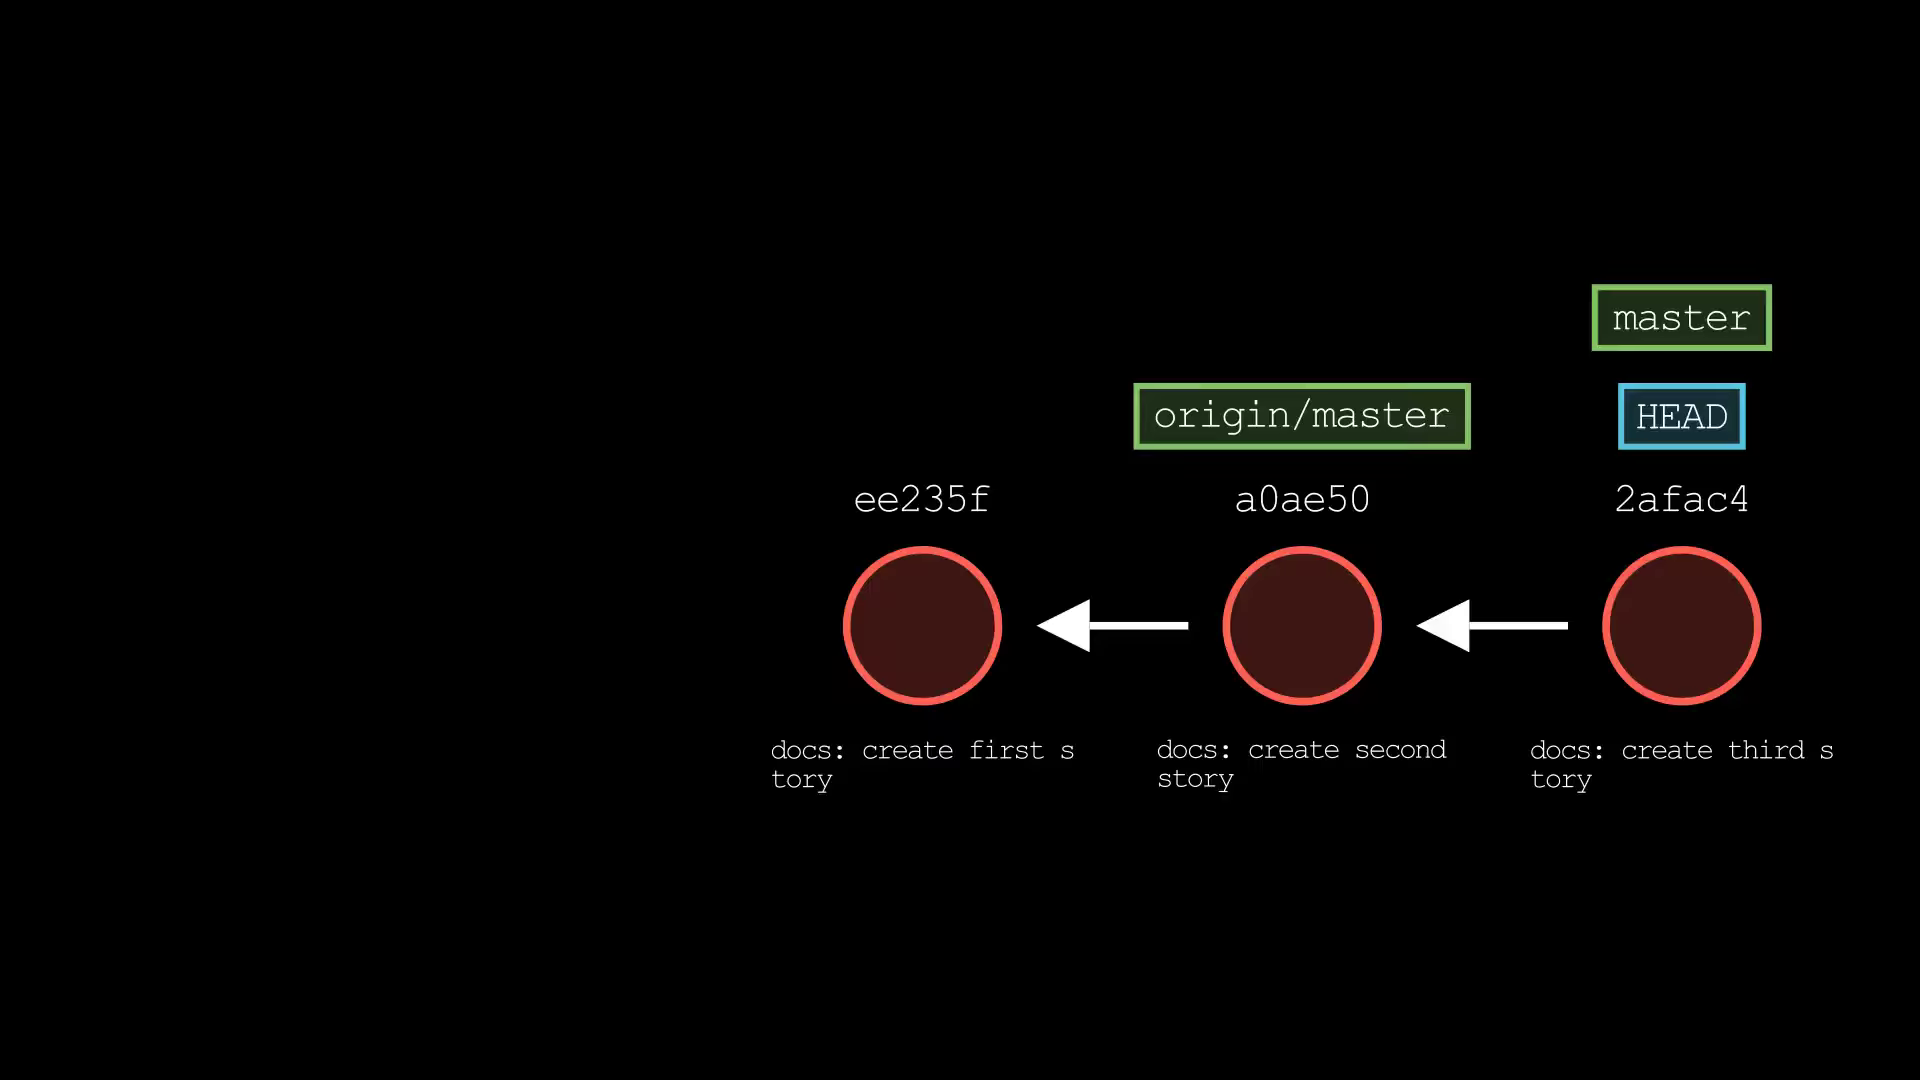 master
origin/master
HEAD
ee235f
a0ae50
2afac4
docs: create first s
tory
docs: create second
story
docs: create third s
tory